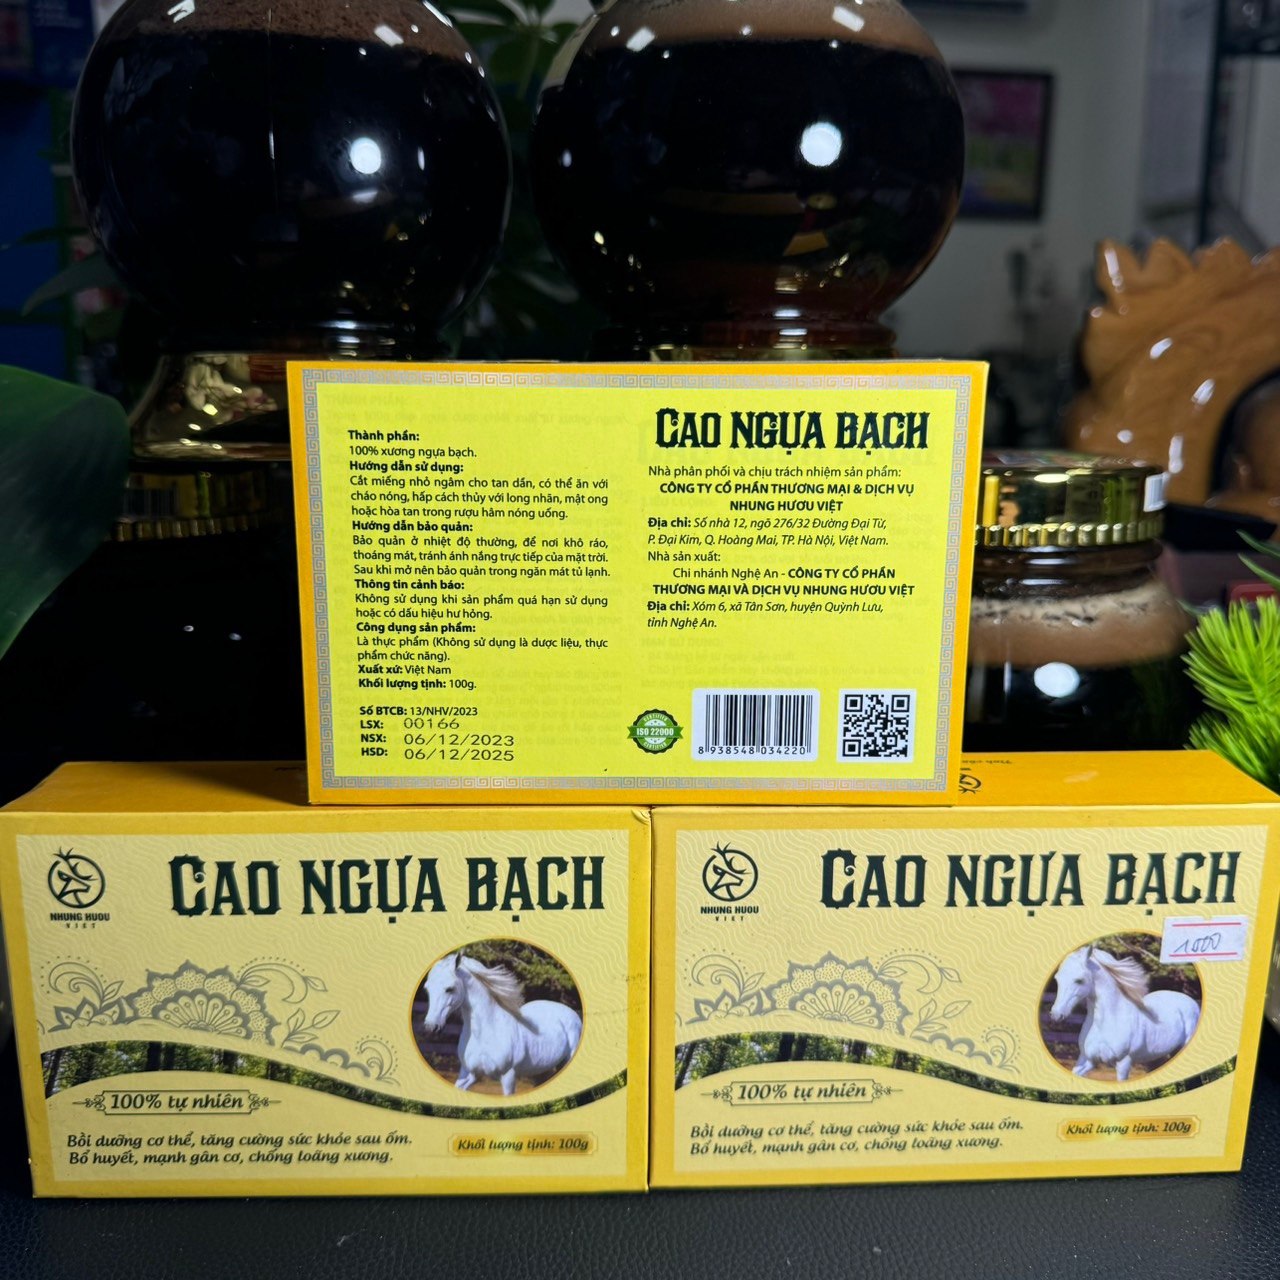 Thành phần:
100% xương ngựa bạch.
Hướng dẫn sử dụng:
Cắt miếng nhỏ ngâm cho tan dần, có thể ăn với
cháo nóng, hấp cách thủy với long nhãn, mật ong
hoặc hòa tan trong rượu hâm nóng uống.
Hướng dẫn bảo quản:
Bảo quản ở nhiệt độ thường, để nơi khô ráo,
thoáng mát, tránh ánh nắng trực tiếp của mặt trời.
Sau khi mở nên bảo quản trong ngăn mát tủ lạnh.
Thông tin cảnh báo:
Không sử dụng khi sản phẩm quá hạn sử dụng
hoặc có dấu hiệu hư hỏng.
Công dụng sản phẩm:
Là thực phẩm (Không sử dụng là dược liệu, thực
phẩm chức năng).
Xuất xứ: Việt Nam
Khối lượng tịnh: 100g.
Số BTCB: 13/NHV/2023
LSX: 00166
NSX: 06/12/2023
HSD: 06/12/2025
CAO NGỰA BẠCH
Nhà phân phối và chịu trách nhiệm sản phẩm:
CÔNG TY CỔ PHẦN THƯƠNG MẠI & DỊCH VỤ
NHUNG HƯƠU VIỆT
Địa chỉ: Số nhà 12, ngõ 276/32 Đường Đại Từ,
P. Đại Kim, Q. Hoàng Mai, TP. Hà Nội, Việt Nam.
Nhà sản xuất:
Chi nhánh Nghệ An - CÔNG TY CỔ PHẦN
THƯƠNG MẠI VÀ DỊCH VỤ NHUNG HƯƠU VIỆT
Địa chỉ: Xóm 6, xã Tân Sơn, huyện Quỳnh Lưu,
tỉnh Nghệ An.
CERTIFIED
ISO 22000
CERTIFIED
8 938548 034220
NHUNG HUOU
VIET
CAO NGỰA BẠCH
100% tự nhiên
Bồi dưỡng cơ thể, tăng cường sức khỏe sau ốm.
Bổ huyết, mạnh gân cơ, chống loãng xương.
Khối lượng tịnh: 100g
NHUNG HUOU
VIET
CAO NGỰA BẠCH
1000
100% tự nhiên
Bồi dưỡng cơ thể, tăng cường sức khỏe sau ốm.
Bổ huyết, mạnh gân cơ, chống loãng xương.
Khối lượng tịnh: 100g